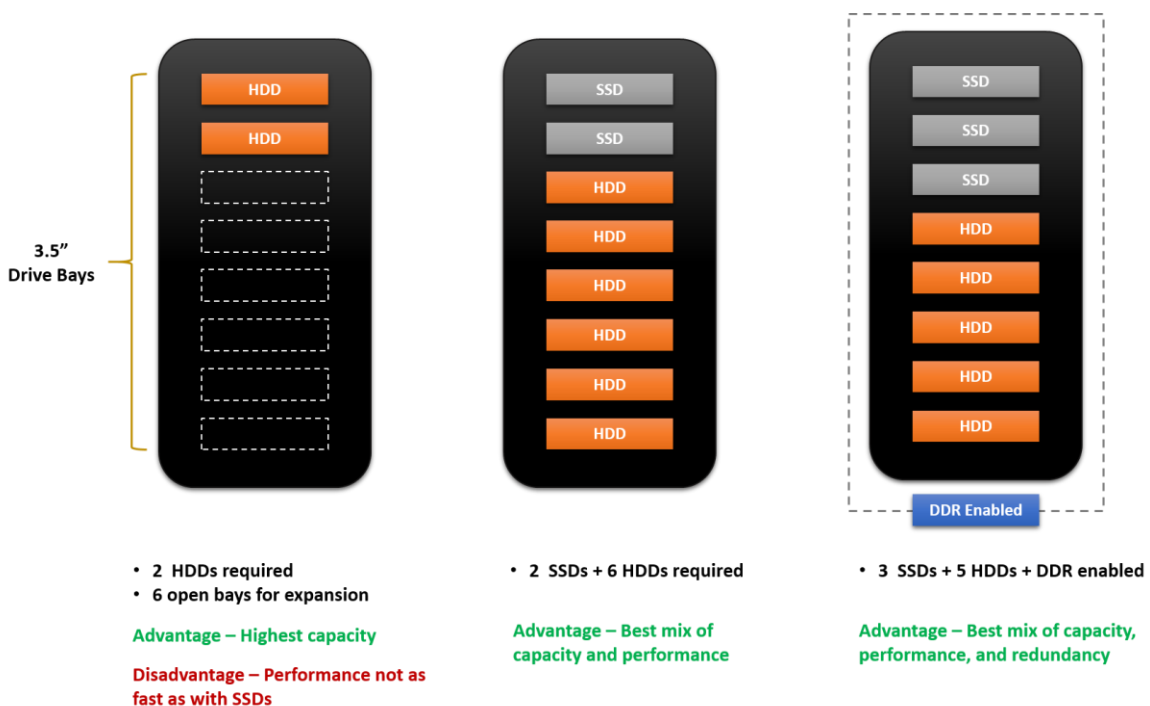 3.5”
Drive Bays
HDD
HDD
SSD
SSD
HDD
HDD
HDD
HDD
HDD
HDD
SSD
SSD
SSD
HDD
HDD
HDD
HDD
HDD
DDR Enabled
• 2 HDDs required
• 6 open bays for expansion
Advantage – Highest capacity
Disadvantage – Performance not as
fast as with SSDs
• 2 SSDs + 6 HDDs required
Advantage – Best mix of
capacity and performance
• 3 SSDs + 5 HDDs + DDR enabled
Advantage – Best mix of capacity,
performance, and redundancy